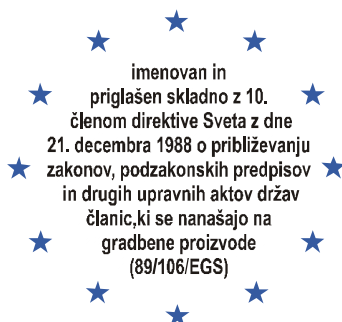 imenovan in
priglašen skladno z 10.
členom direktive Sveta z dne
21. decembra 1988 o približevanju
zakonov, podzakonskih predpisov
in drugih upravnih aktov držav
članic,ki se nanašajo na
gradbene proizvode
(89/106/EGS)